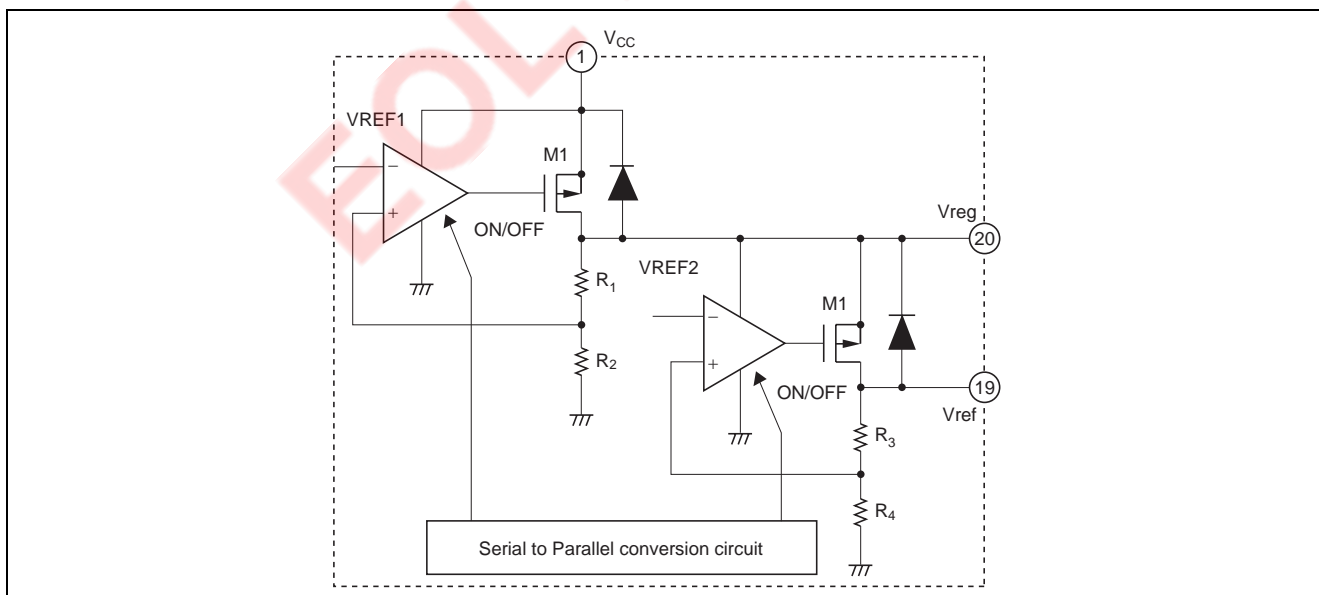 EOL
1
VCC
VREF1
−
+
M1
ON/OFF
R1
R2
Vreg
20
VREF2
−
+
M1
ON/OFF
19
Vref
R3
R4
Serial to Parallel conversion circuit